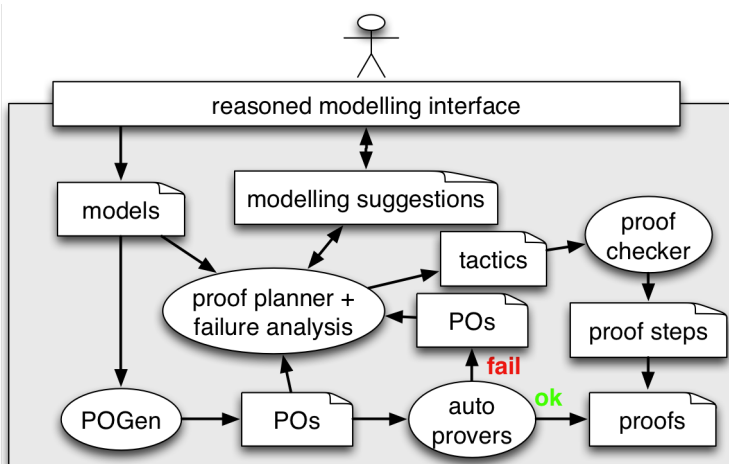 reasoned modelling interface
models
modelling suggestions
proof
checker
tactics
proof planner +
failure analysis
POs
proof steps
fail
ok
POGen
POs
auto
provers
proofs